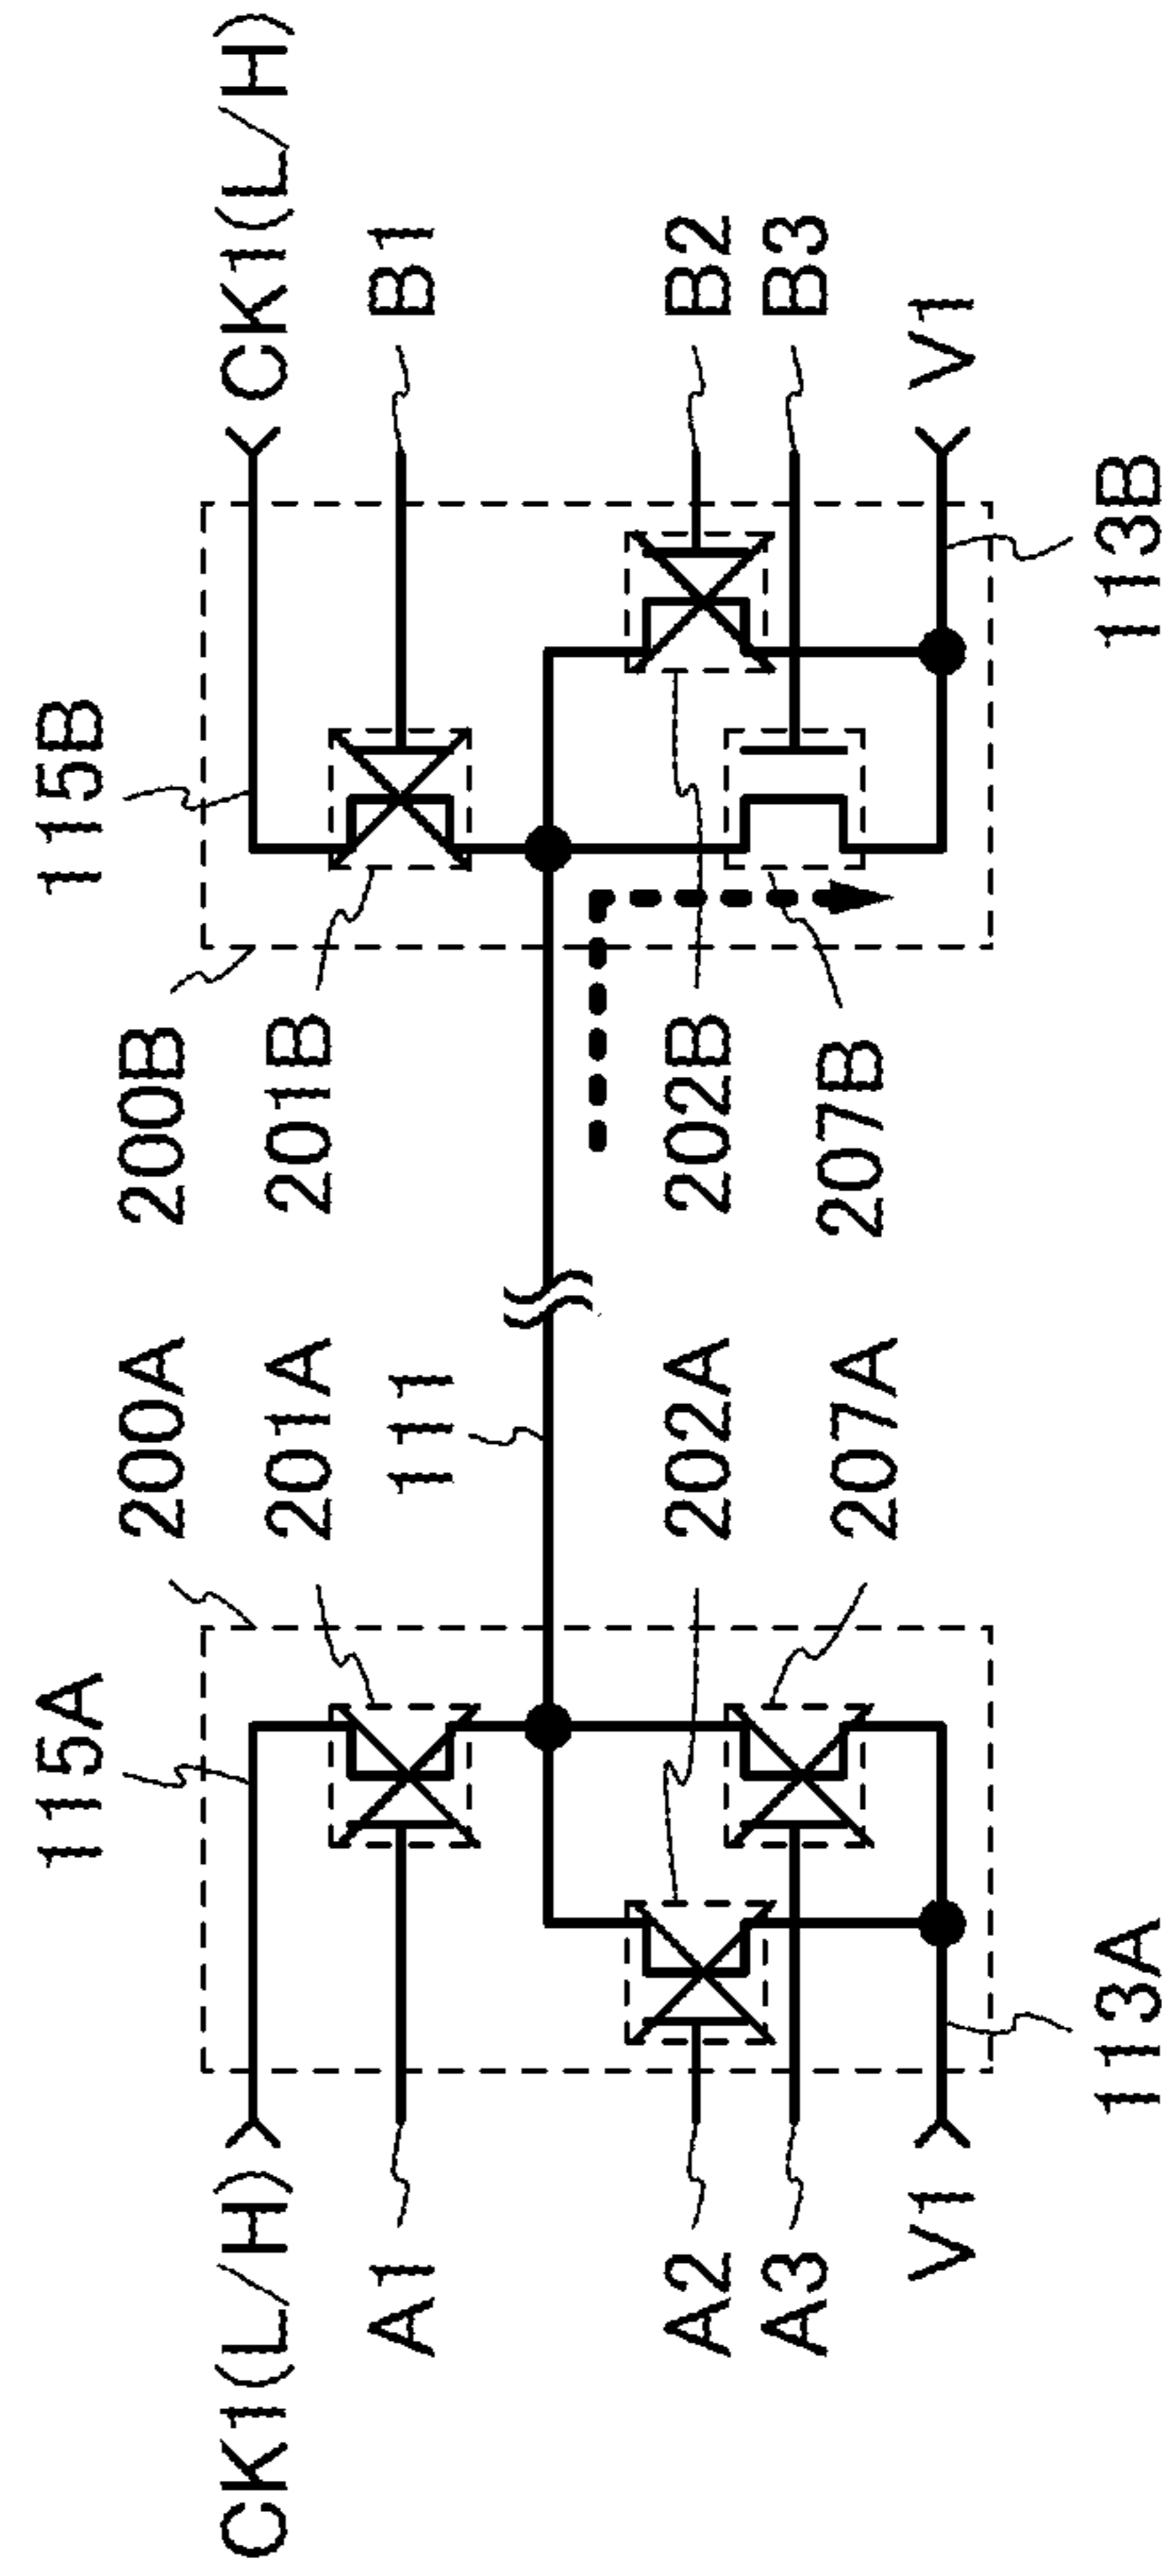 115A
115B
200A
200B
CK1(L/H)
201A
201B
CK1(L/H)
A1
111
B1
A2
202A
202B
B2
A3
207A
207B
B3
V1
V1
113A
113B